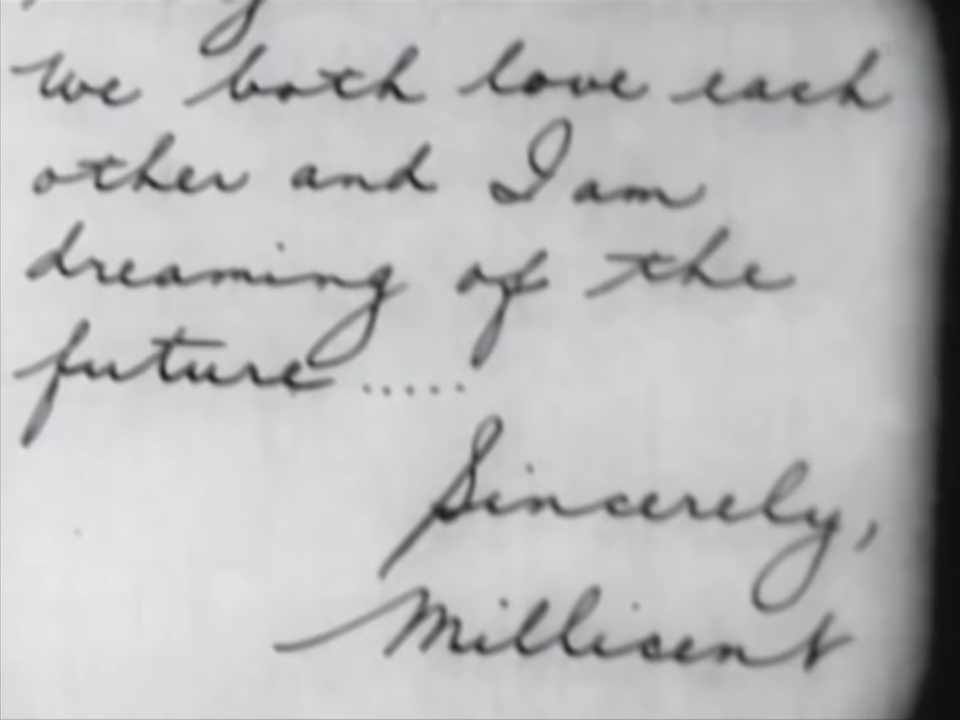 we both love each
other and I am
dreaming of the
future.....
Sincerely,
Millicent